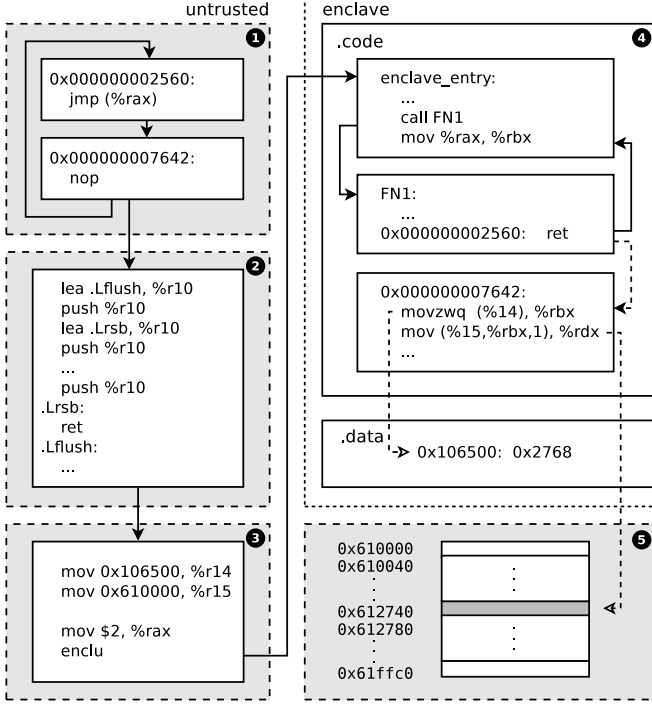 untrusted
1
0x000000002560:
jmp (%rax)
0x000000007642:
nop
2
lea .Lflush, %r10
push %r10
lea .Lrsb, %r10
push %r10
...
push %r10
.Lrsb:
ret
.Lflush:
...
3
mov 0x106500, %r14
mov 0x610000, %r15
mov $2, %rax
enclu
enclave
4
.code
enclave_entry:
...
call FN1
mov %rax, %rbx
FN1:
...
0x000000002560: ret
0x000000007642:
movzwq (%14), %rbx
mov (%15,%rbx,1), %rdx
...
.data
0x106500: 0x2768
5
0x610000
0x610040
0x612740
0x612780
0x61ffc0